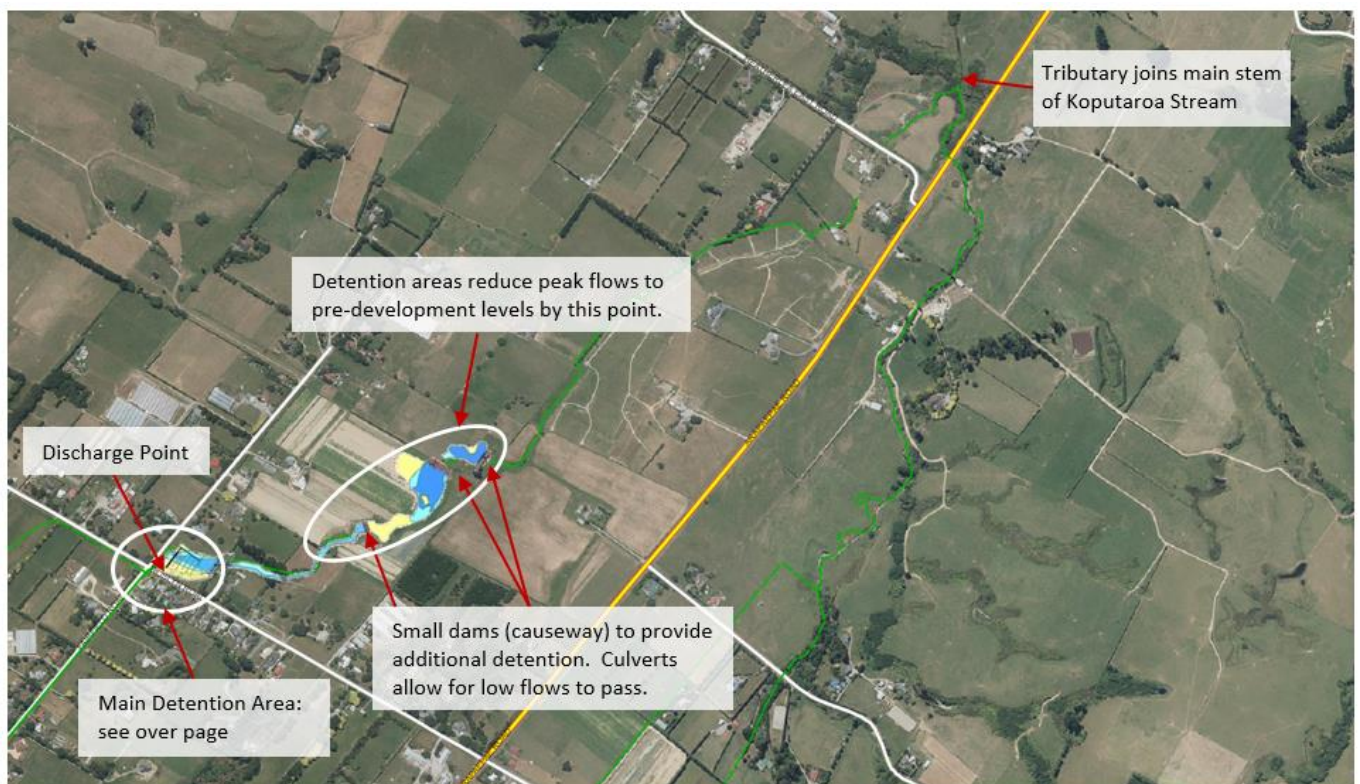 Tributary joins main stem
of Koputaroa Stream
Detention areas reduce peak flows to
pre-development levels by this point.
Discharge Point
Small dams (causeway) to provide
additional detention.  Culverts
allow for low flows to pass.
Main Detention Area:
see over page